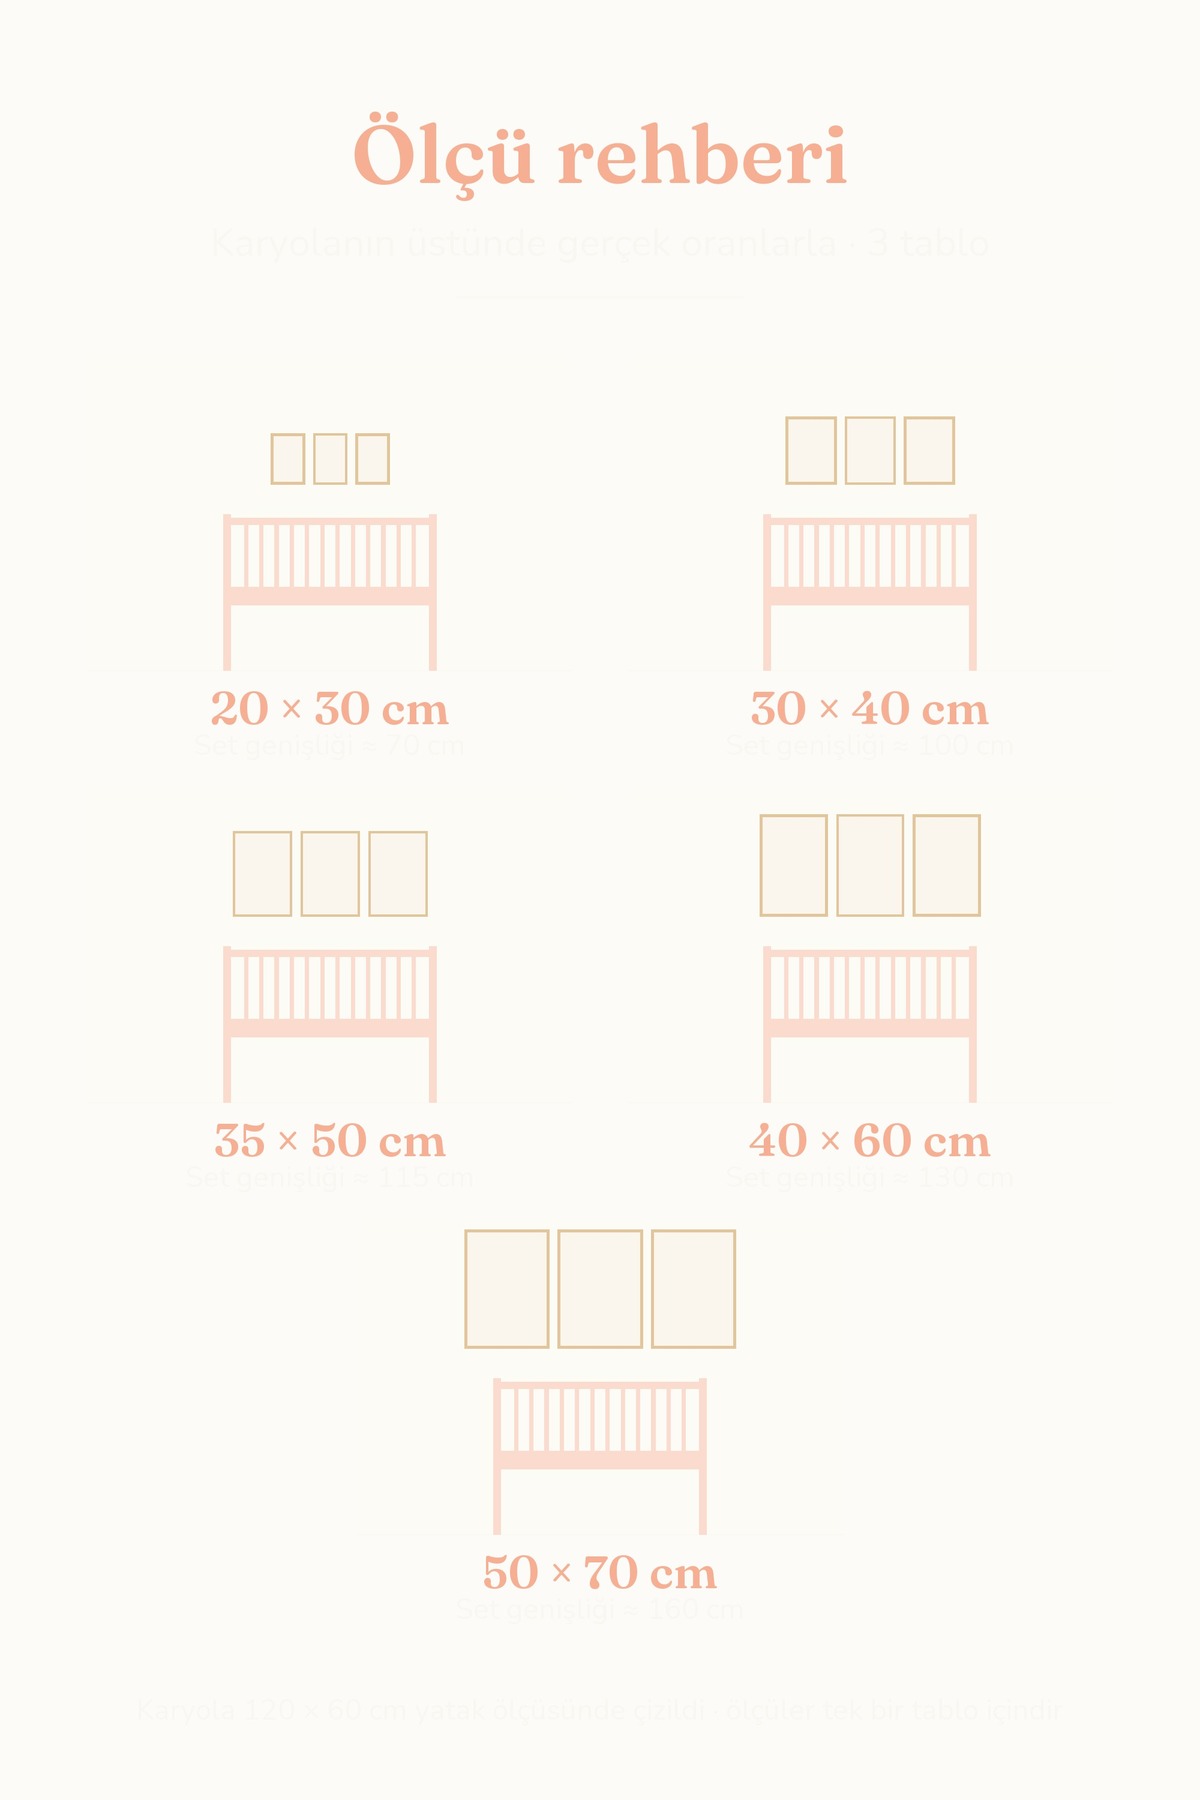 Ölçü rehberi
Karyolanın üstünde gerçek oranlarla · 3 tablo
20 × 30 cm
Set genişliği ≈ 70 cm
30 × 40 cm
Set genişliği ≈ 100 cm
35 × 50 cm
Set genişliği ≈ 115 cm
40 × 60 cm
Set genişliği ≈ 130 cm
50 × 70 cm
Set genişliği ≈ 160 cm
Karyola 120 × 60 cm yatak ölçüsünde çizildi · ölçüler tek bir tablo içindir